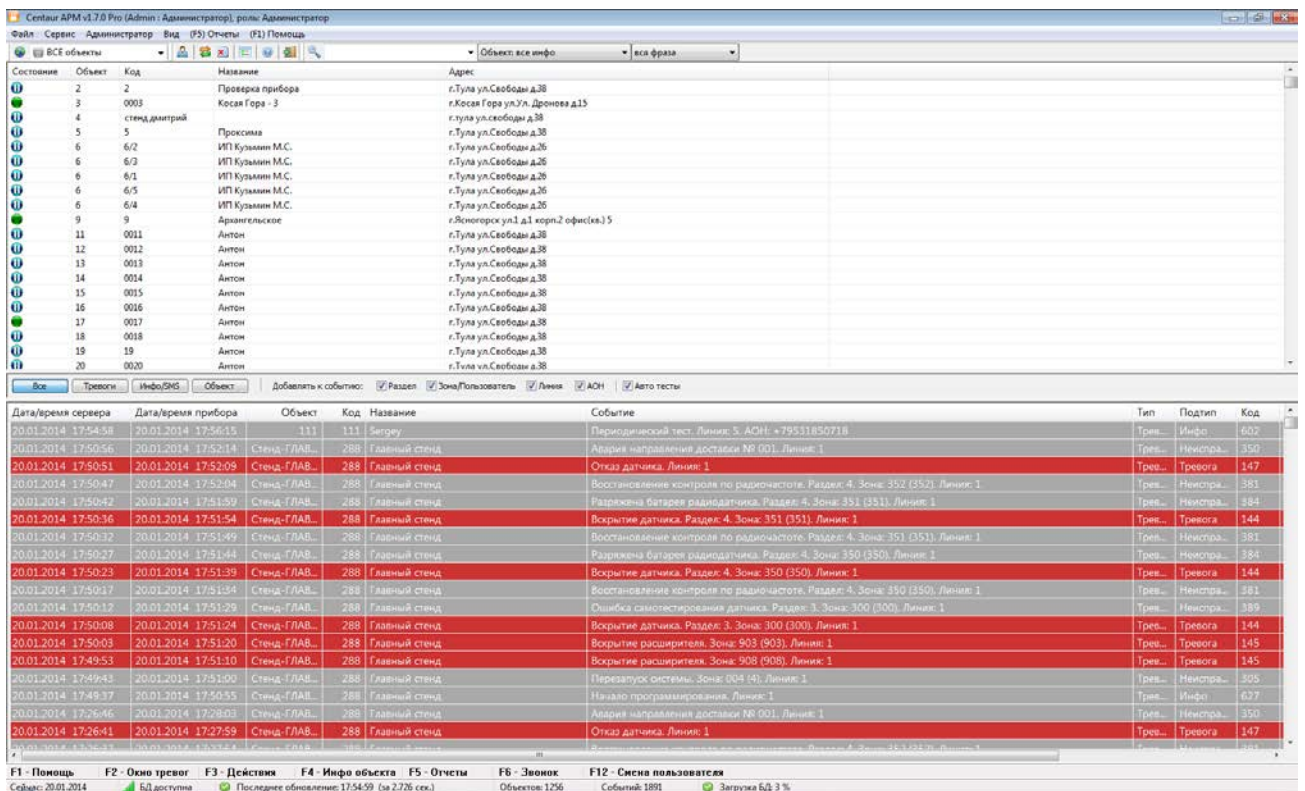 Centaur APM v1.7.0 Pro (Admin : Администратор), роль: Администратор
Файл Сервис Администратор Вид (F5) Отчеты (F1) Помощь
ВСЕ объекты Объект: все инфо вся фраза
Состояние Объект Код Название Адрес
2 2 Проверка прибора г.Тула ул.Свободы д.38
3 0003 Косая Гора - 3 г.Косая Гора ул.Ул. Дронова д.15
4 стенд дмитрий г.тула ул.свободы д.38
5 5 Проксима г.Тула ул.Свободы д.38
6 6/2 ИП Кузьмин М.С. г.Тула ул.Свободы д.26
6 6/3 ИП Кузьмин М.С. г.Тула ул.Свободы д.26
6 6/1 ИП Кузьмин М.С. г.Тула ул.Свободы д.26
6 6/5 ИП Кузьмин М.С. г.Тула ул.Свободы д.26
6 6/4 ИП Кузьмин М.С. г.Тула ул.Свободы д.26
9 9 Архангельское г.Ясногорск ул.1 д.1 корп.2 офис(кв.) 5
11 0011 Антон г.Тула ул.Свободы д.38
12 0012 Антон г.Тула ул.Свободы д.38
13 0013 Антон г.Тула ул.Свободы д.38
14 0014 Антон г.Тула ул.Свободы д.38
15 0015 Антон г.Тула ул.Свободы д.38
16 0016 Антон г.Тула ул.Свободы д.38
17 0017 Антон г.Тула ул.Свободы д.38
18 0018 Антон г.Тула ул.Свободы д.38
19 19 Антон г.Тула ул.Свободы д.38
20 0020 Антон г.Тула ул.Свободы д.38
Все Тревоги Инфо/SMS Объект Добавлять к событию: Раздел Зона/Пользователь Линия АОН Авто тесты
Дата/время сервера Дата/время прибора Объект Код Название Событие Тип Подтип Код
20.01.2014 17:54:58 20.01.2014 17:56:15 111 111 Sergey Периодический тест. Линия: 5. АОН: +79531850718 Трев... Инфо 602
20.01.2014 17:50:56 20.01.2014 17:52:14 Стенд-ГЛАВ... 288 Главный стенд Авария направления доставки № 001. Линия: 1 Трев... Неиспра... 350
20.01.2014 17:50:51 20.01.2014 17:52:09 Стенд-ГЛАВ... 288 Главный стенд Отказ датчика. Линия: 1 Трев... Тревога 147
20.01.2014 17:50:47 20.01.2014 17:52:04 Стенд-ГЛАВ... 288 Главный стенд Восстановление контроля по радиочастоте. Раздел: 4. Зона: 352 (352). Линия: 1 Трев... Неиспра... 381
20.01.2014 17:50:42 20.01.2014 17:51:59 Стенд-ГЛАВ... 288 Главный стенд Разряжена батарея радиодатчика. Раздел: 4. Зона: 351 (351). Линия: 1 Трев... Неиспра... 384
20.01.2014 17:50:36 20.01.2014 17:51:54 Стенд-ГЛАВ... 288 Главный стенд Вскрытие датчика. Раздел: 4. Зона: 351 (351). Линия: 1 Трев... Тревога 144
20.01.2014 17:50:32 20.01.2014 17:51:49 Стенд-ГЛАВ... 288 Главный стенд Восстановление контроля по радиочастоте. Раздел: 4. Зона: 351 (351). Линия: 1 Трев... Неиспра... 381
20.01.2014 17:50:27 20.01.2014 17:51:44 Стенд-ГЛАВ... 288 Главный стенд Разряжена батарея радиодатчика. Раздел: 4. Зона: 350 (350). Линия: 1 Трев... Неиспра... 384
20.01.2014 17:50:23 20.01.2014 17:51:39 Стенд-ГЛАВ... 288 Главный стенд Вскрытие датчика. Раздел: 4. Зона: 350 (350). Линия: 1 Трев... Тревога 144
20.01.2014 17:50:17 20.01.2014 17:51:34 Стенд-ГЛАВ... 288 Главный стенд Восстановление контроля по радиочастоте. Раздел: 4. Зона: 350 (350). Линия: 1 Трев... Неиспра... 381
20.01.2014 17:50:12 20.01.2014 17:51:29 Стенд-ГЛАВ... 288 Главный стенд Ошибка самотестирования датчика. Раздел: 3. Зона: 300 (300). Линия: 1 Трев... Неиспра... 389
20.01.2014 17:50:08 20.01.2014 17:51:24 Стенд-ГЛАВ... 288 Главный стенд Вскрытие датчика. Раздел: 3. Зона: 300 (300). Линия: 1 Трев... Тревога 144
20.01.2014 17:50:03 20.01.2014 17:51:20 Стенд-ГЛАВ... 288 Главный стенд Вскрытие расширителя. Зона: 903 (903). Линия: 1 Трев... Тревога 145
20.01.2014 17:49:53 20.01.2014 17:51:10 Стенд-ГЛАВ... 288 Главный стенд Вскрытие расширителя. Зона: 908 (908). Линия: 1 Трев... Тревога 145
20.01.2014 17:49:43 20.01.2014 17:51:00 Стенд-ГЛАВ... 288 Главный стенд Перезапуск системы. Зона: 004 (4). Линия: 1 Трев... Неиспра... 305
20.01.2014 17:49:37 20.01.2014 17:50:55 Стенд-ГЛАВ... 288 Главный стенд Начало программирования. Линия: 1 Трев... Инфо 627
20.01.2014 17:26:46 20.01.2014 17:28:03 Стенд-ГЛАВ... 288 Главный стенд Авария направления доставки № 001. Линия: 1 Трев... Неиспра... 350
20.01.2014 17:26:41 20.01.2014 17:27:59 Стенд-ГЛАВ... 288 Главный стенд Отказ датчика. Линия: 1 Трев... Тревога 147
F1 - Помощь F2 - Окно тревог F3 - Действия F4 - Инфо объекта F5 - Отчеты F6 - Звонок F12 - Смена пользователя
Сейчас: 20.01.2014 БД доступна Последнее обновление: 17:54:59 (за 2.726 сек.) Объектов: 1256 Событий: 1891 Загрузка БД: 3 %